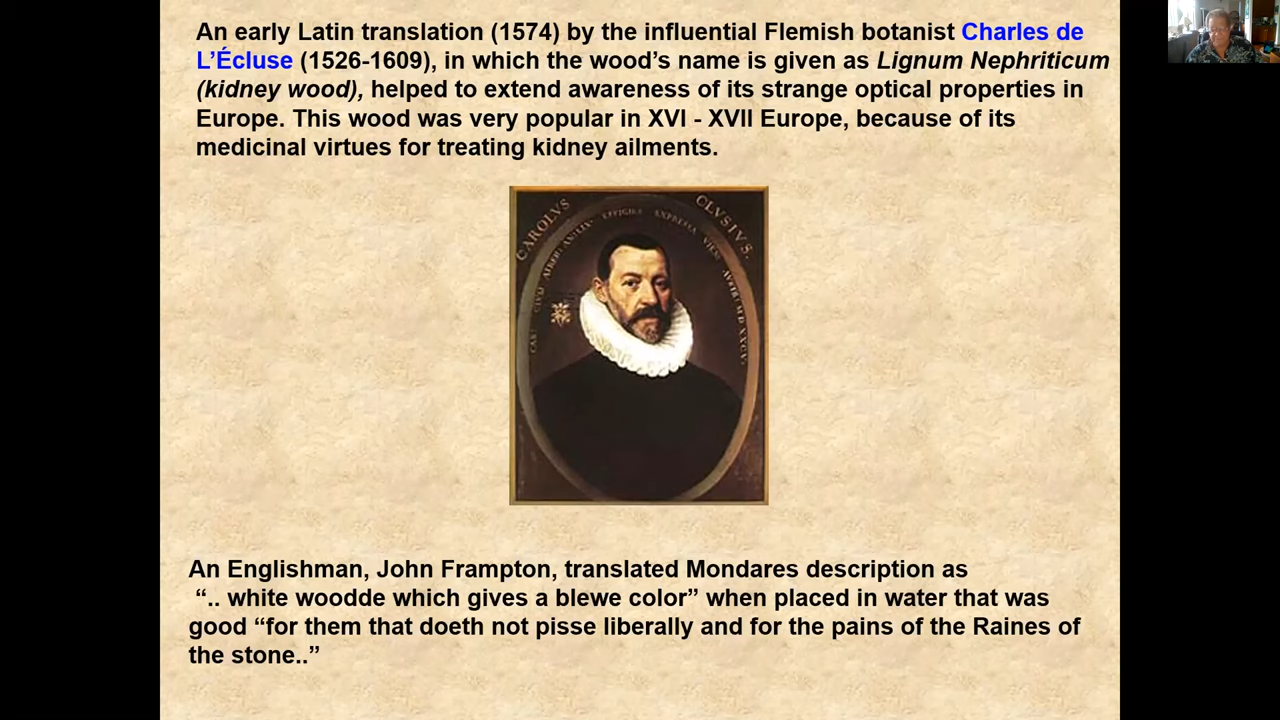 An early Latin translation (1574) by the influential Flemish botanist Charles de
L’Écluse (1526-1609), in which the wood’s name is given as Lignum Nephriticum
(kidney wood), helped to extend awareness of its strange optical properties in
Europe. This wood was very popular in XVI - XVII Europe, because of its
medicinal virtues for treating kidney ailments.
CAROLVS CLVSIVS.
EFFIGIES EXPRESSA
An Englishman, John Frampton, translated Mondares description as
“.. white woodde which gives a blewe color” when placed in water that was
good “for them that doeth not pisse liberally and for the pains of the Raines of
the stone..”